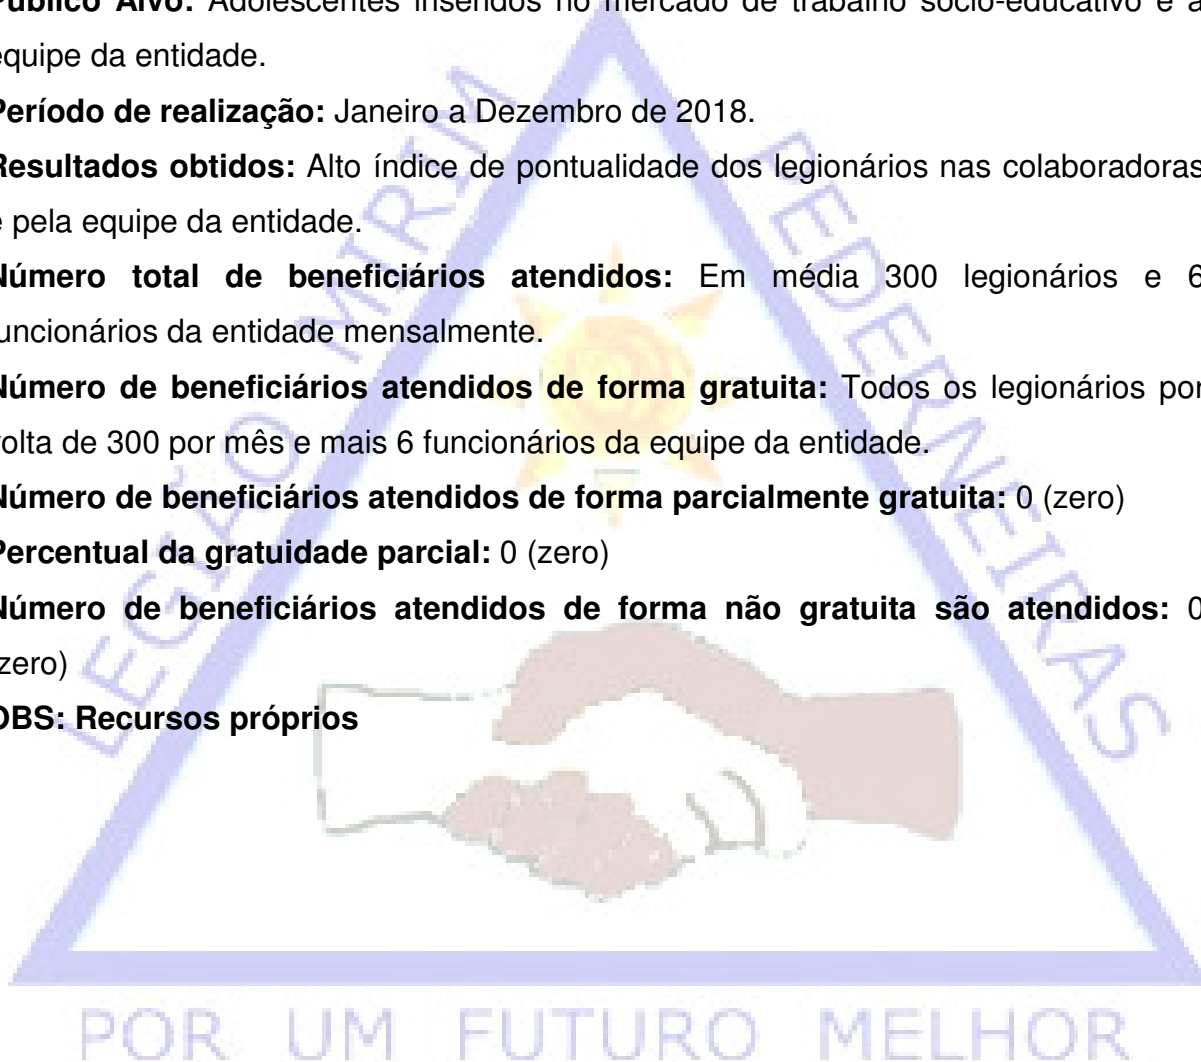 Público Alvo: Adolescentes inseridos no mercado de trabalho sócio-educativo e a
equipe da entidade.
Período de realização: Janeiro a Dezembro de 2018.
Resultados obtidos: Alto índice de pontualidade dos legionários nas colaboradoras
e pela equipe da entidade.
Número total de beneficiários atendidos: Em média 300 legionários e 6
funcionários da entidade mensalmente.
Número de beneficiários atendidos de forma gratuita: Todos os legionários por
volta de 300 por mês e mais 6 funcionários da equipe da entidade.
Número de beneficiários atendidos de forma parcialmente gratuita: 0 (zero)
Percentual da gratuidade parcial: 0 (zero)
Número de beneficiários atendidos de forma não gratuita são atendidos: 0
(zero)
OBS: Recursos próprios
LEGIÃO MIRIM
PEDERNEIRAS
POR UM FUTURO MELHOR